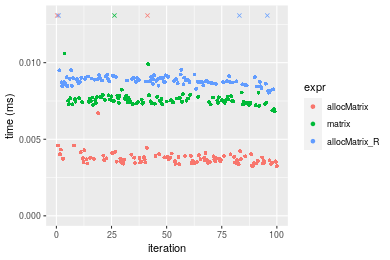 0.010
0.005
0.000
time (ms)
0
25
50
75
100
iteration
expr
allocMatrix
matrix
allocMatrix_R